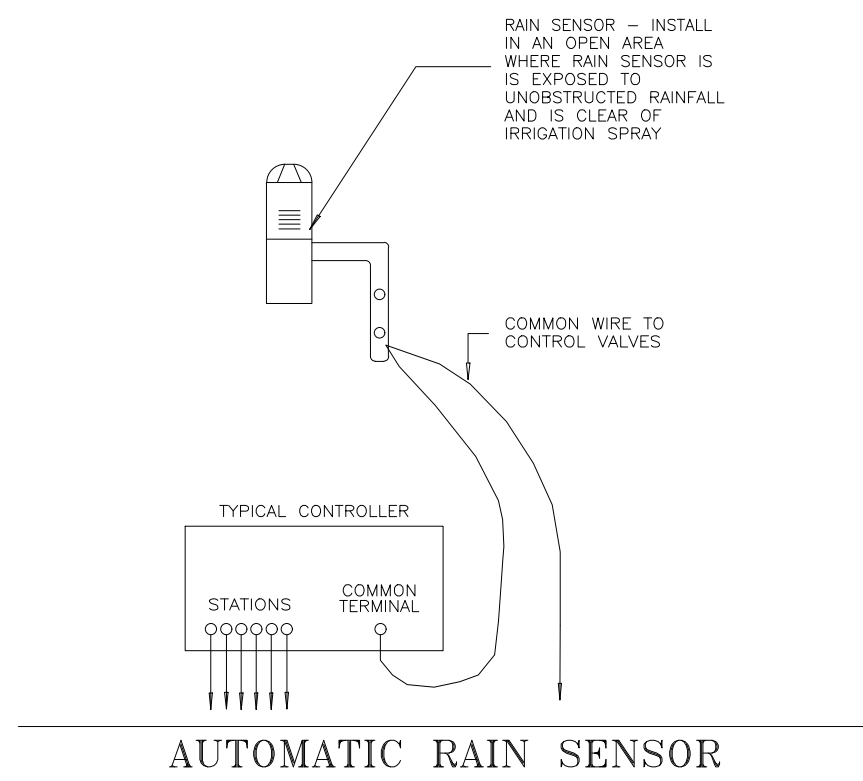 RAIN SENSOR – INSTALL
IN AN OPEN AREA
WHERE RAIN SENSOR IS
IS EXPOSED TO
UNOBSTRUCTED RAINFALL
AND IS CLEAR OF
IRRIGATION SPRAY
COMMON WIRE TO
CONTROL VALVES
TYPICAL CONTROLLER
STATIONS
COMMON
TERMINAL
AUTOMATIC RAIN SENSOR